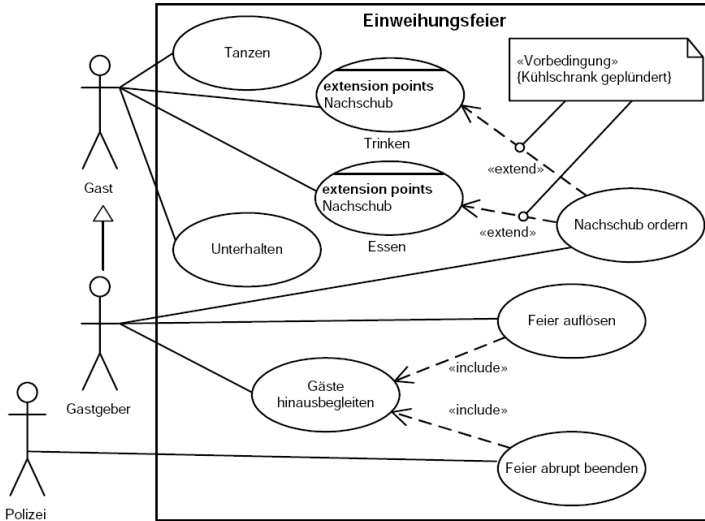 Einweihungsfeier
Tanzen
«Vorbedingung»
{Kühlschrank geplündert}
extension points
Nachschub
Trinken
Gast
«extend»
extension points
Nachschub
Essen
«extend»
Nachschub ordern
Unterhalten
Feier auflösen
«include»
Gäste
hinausbegleiten
Gastgeber
«include»
Feier abrupt beenden
Polizei